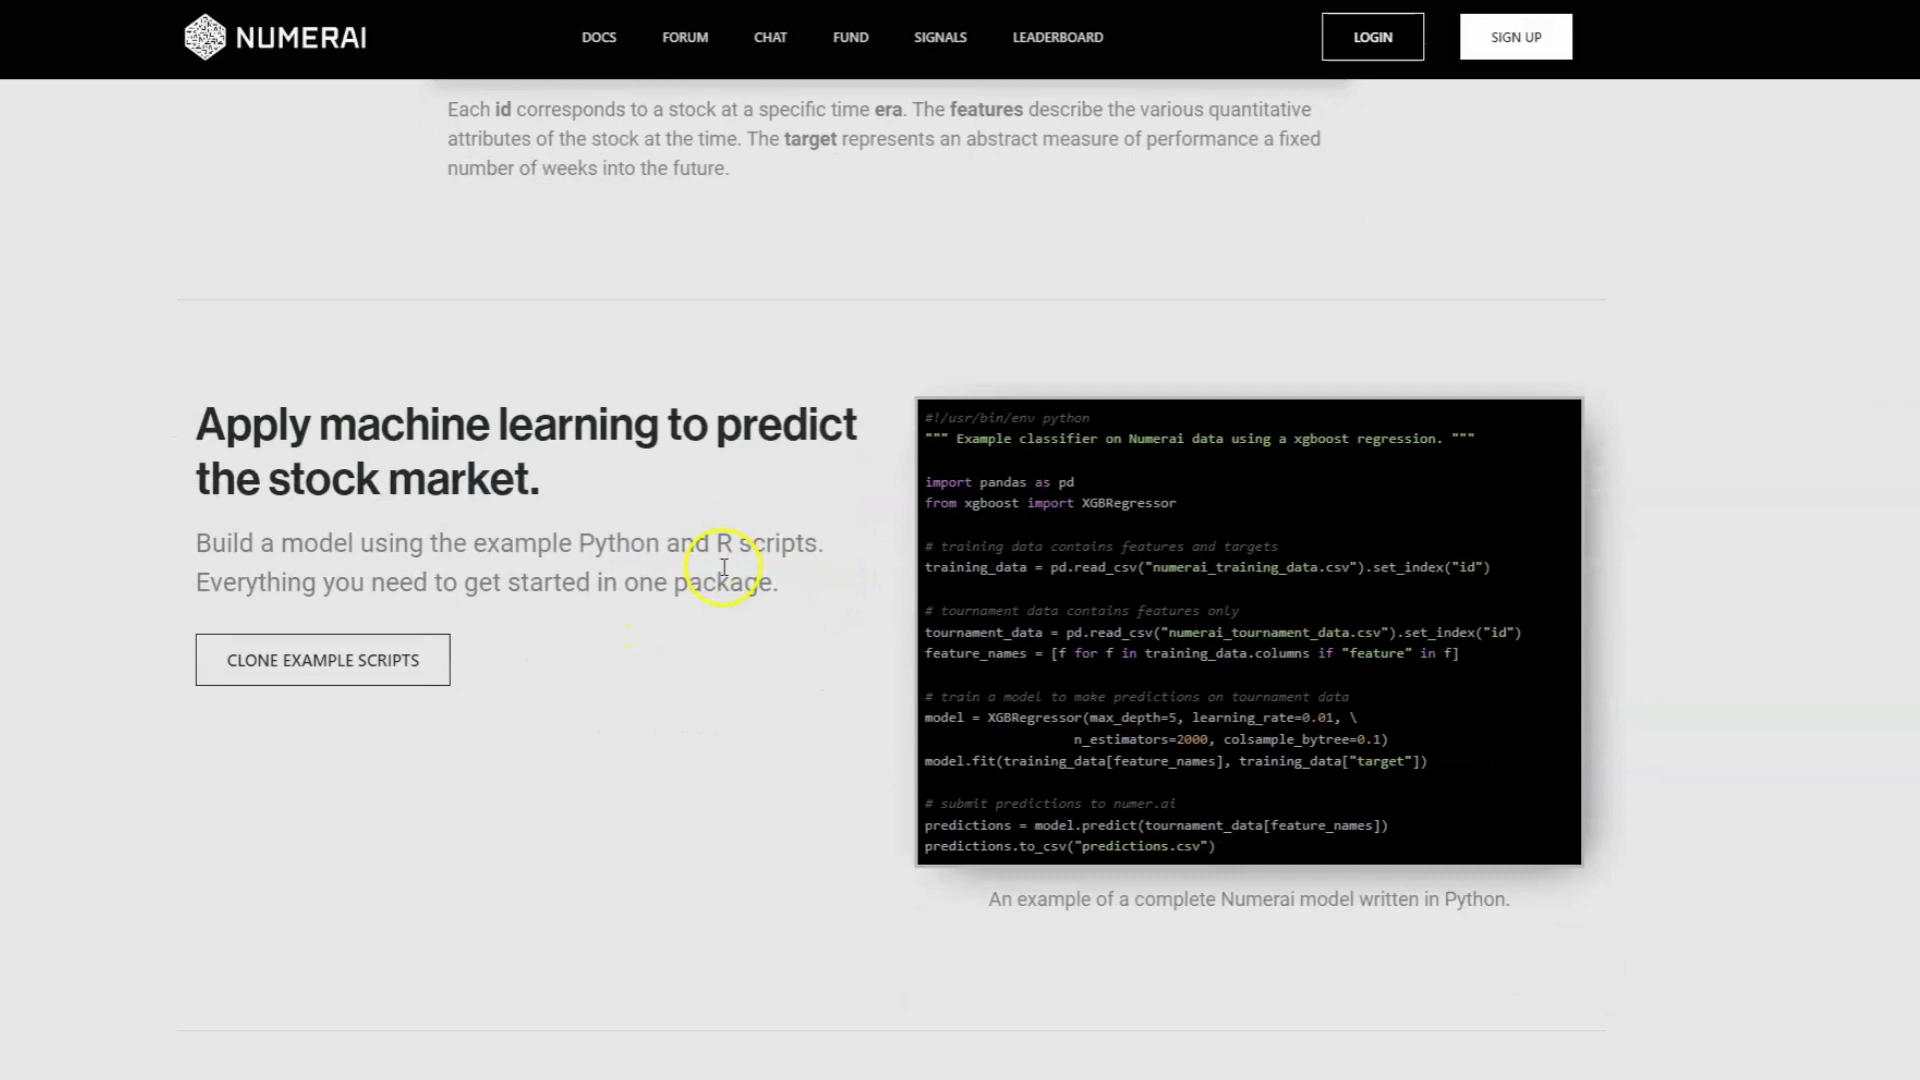 NUMERAI
DOCS
FORUM
CHAT
FUND
SIGNALS
LEADERBOARD
LOGIN
SIGN UP
Each id corresponds to a stock at a specific time era. The features describe the various quantitative
attributes of the stock at the time. The target represents an abstract measure of performance a fixed
number of weeks into the future.
Apply machine learning to predict
the stock market.
Build a model using the example Python and R scripts.
Everything you need to get started in one package.
CLONE EXAMPLE SCRIPTS
#!/usr/bin/env python
""" Example classifier on Numerai data using a xgboost regression. """
import pandas as pd
from xgboost import XGBRegressor
# training data contains features and targets
training_data = pd.read_csv("numerai_training_data.csv").set_index("id")
# tournament data contains features only
tournament_data = pd.read_csv("numerai_tournament_data.csv").set_index("id")
feature_names = [f for f in training_data.columns if "feature" in f]
# train a model to make predictions on tournament data
model = XGBRegressor(max_depth=5, learning_rate=0.01, \
n_estimators=2000, colsample_bytree=0.1)
model.fit(training_data[feature_names], training_data["target"])
# submit predictions to numer.ai
predictions = model.predict(tournament_data[feature_names])
predictions.to_csv("predictions.csv")
An example of a complete Numerai model written in Python.